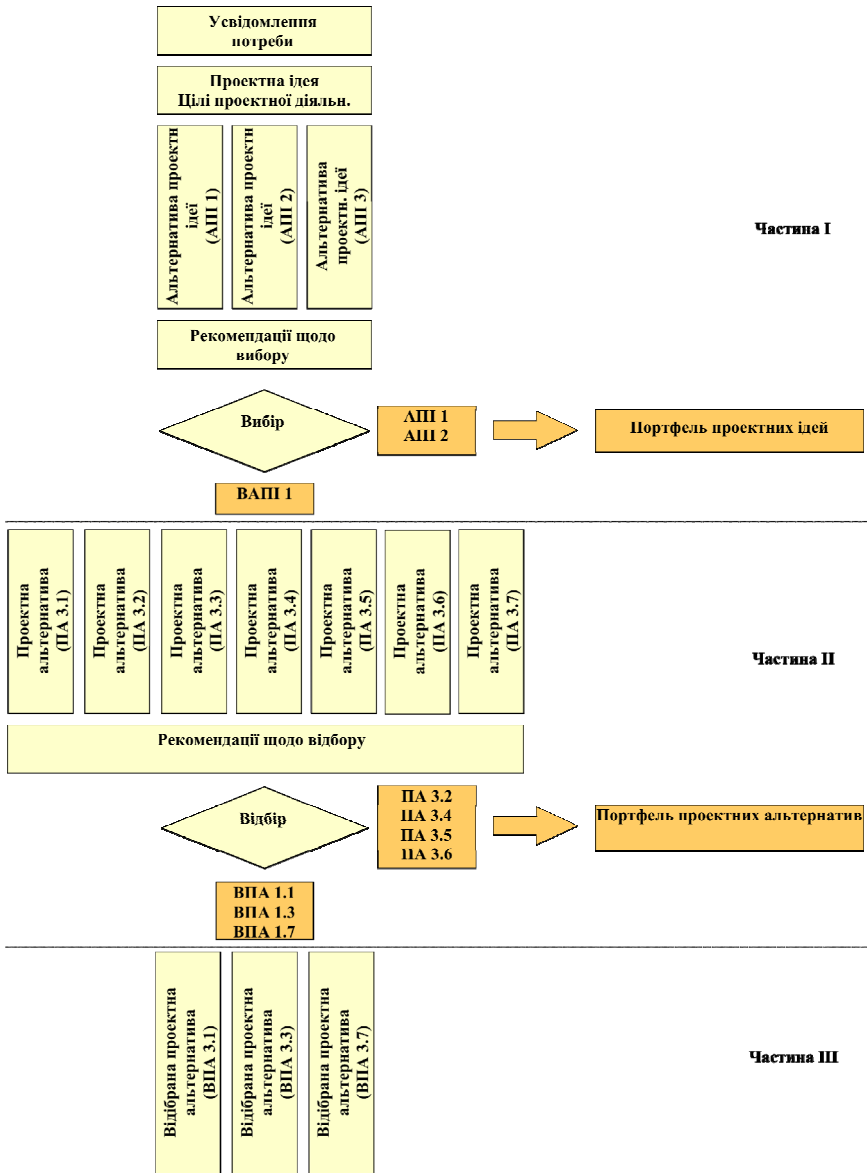 Усвідомлення
потреби
Проектна ідея
Цілі проектної діяльн.
Альтернатива проектн
ідеї
(АПІ 1)
Альтернатива проектн
ідеї
(АПІ 2)
Альтернатива
проектн. ідеї
(АПІ 3)
Частина I
Рекомендації щодо
вибору
Вибір
АПІ 1
АПІ 2
Портфель проектних ідей
ВАПІ 1
Проектна
альтернатива
(ПА 3.1)
Проектна
альтернатива
(ПА 3.2)
Проектна
альтернатива
(ПА 3.3)
Проектна
альтернатива
(ПА 3.4)
Проектна
альтернатива
(ПА 3.5)
Проектна
альтернатива
(ПА 3.6)
Проектна
альтернатива
(ПА 3.7)
Частина II
Рекомендації щодо відбору
Відбір
ПА 3.2
ПА 3.4
ПА 3.5
ПА 3.6
Портфель проектних альтернатив
ВПА 1.1
ВПА 1.3
ВПА 1.7
Відібрана проектна
альтернатива
(ВПА 3.1)
Відібрана проектна
альтернатива
(ВПА 3.3)
Відібрана проектна
альтернатива
(ВПА 3.7)
Частина III